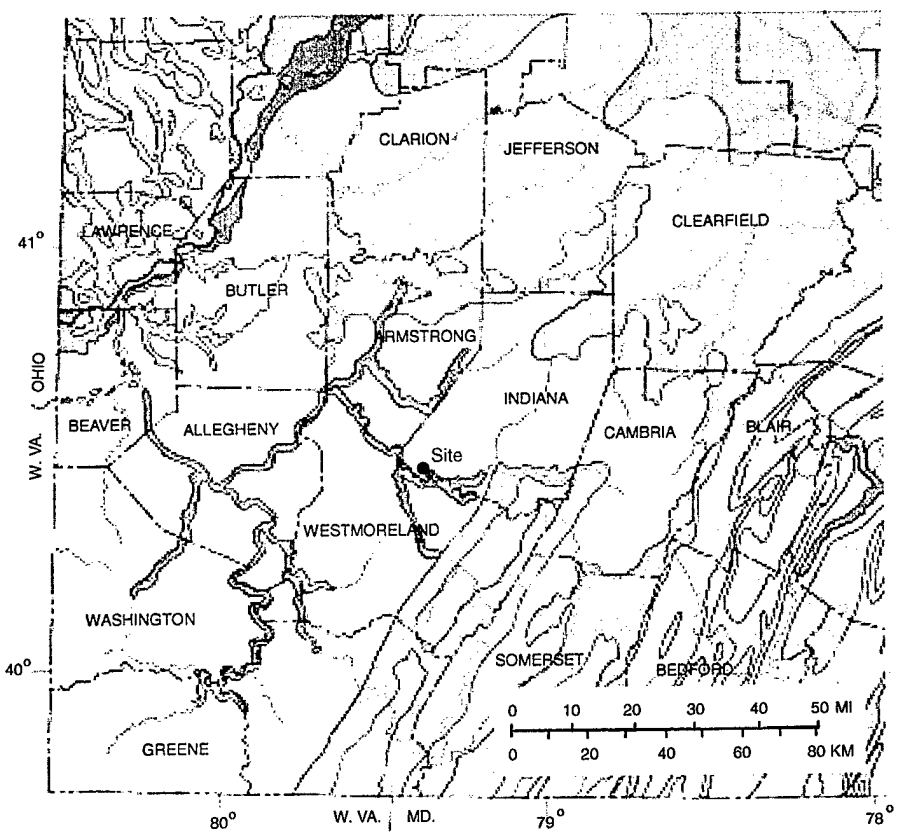 CLARION
JEFFERSON
CLEARFIELD
LAWRENCE
41°
BUTLER
ARMSTRONG
W. VA. OHIO
INDIANA
BEAVER
ALLEGHENY
CAMBRIA
BLAIR
Site
WESTMORELAND
WASHINGTON
40°
SOMERSET
BEDFORD
0 10 20 30 40 50 MI
0 20 40 60 80 KM
GREENE
80°
W. VA. MD.
79°
78°